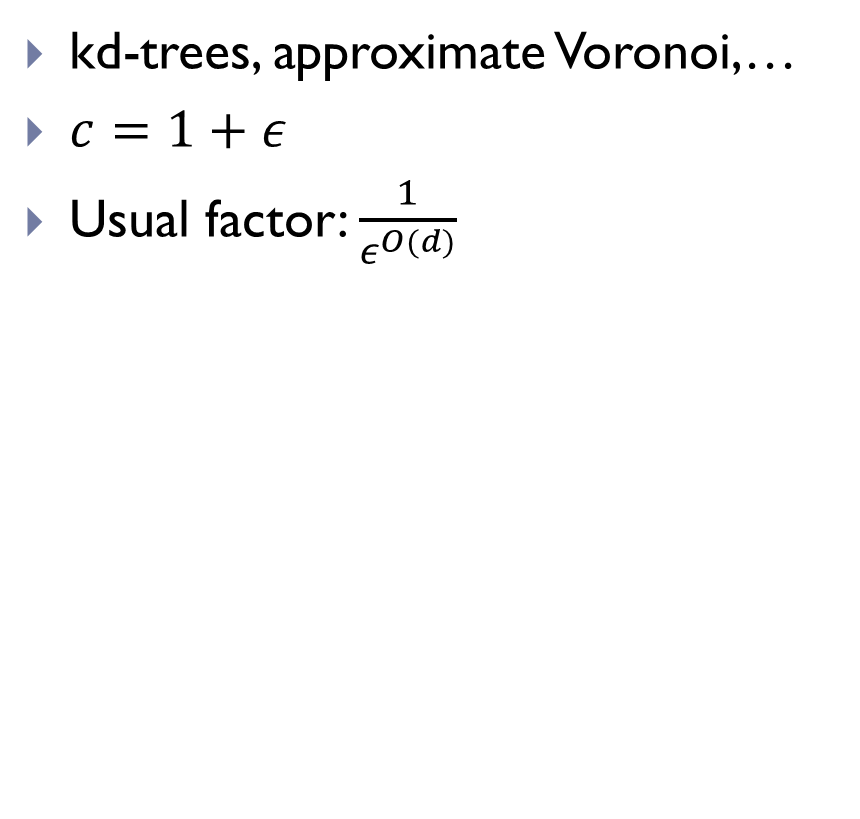 kd-trees, approximate Voronoi,…
c = 1 + ϵ
Usual factor: 1/ϵ^O(d)